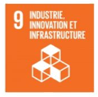 9 INDUSTRIE,
INNOVATION ET
INFRASTRUCTURE